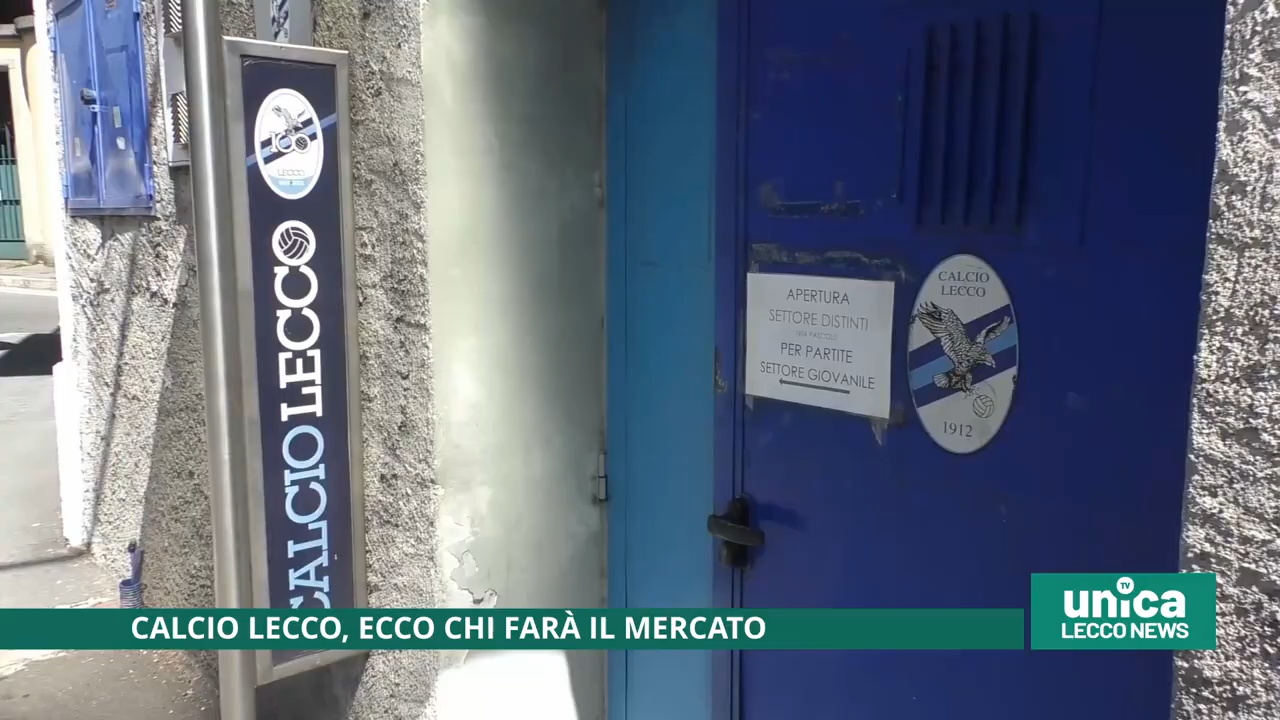 100
LECCO
CALCIO LECCO
APERTURA
SETTORE DISTINTI
PER PARTITE
SETTORE GIOVANILE
CALCIO
LECCO
1912
CALCIO LECCO, ECCO CHI FARÀ IL MERCATO
TV
unica
LECCO NEWS